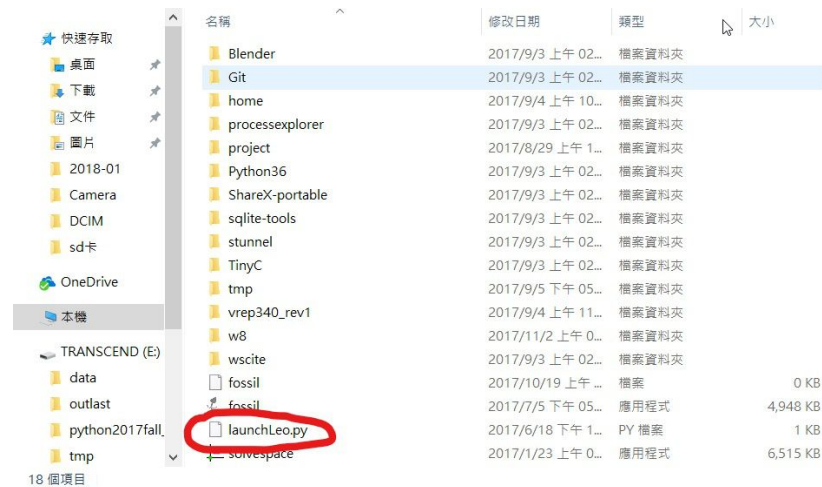 名稱 修改日期 類型 大小
快速存取
桌面
下載
文件
圖片
2018-01
Camera
DCIM
sd卡
OneDrive
本機
TRANSCEND (E:)
data
outlast
python2017fall_
tmp
Blender 2017/9/3 上午 02... 檔案資料夾
Git 2017/9/3 上午 02... 檔案資料夾
home 2017/9/4 上午 10... 檔案資料夾
processexplorer 2017/9/3 上午 02... 檔案資料夾
project 2017/8/29 上午 1... 檔案資料夾
Python36 2017/9/3 上午 02... 檔案資料夾
ShareX-portable 2017/9/3 上午 02... 檔案資料夾
sqlite-tools 2017/9/3 上午 02... 檔案資料夾
stunnel 2017/9/3 上午 02... 檔案資料夾
TinyC 2017/9/3 上午 02... 檔案資料夾
tmp 2017/9/5 下午 05... 檔案資料夾
vrep340_rev1 2017/9/4 上午 11... 檔案資料夾
w8 2017/11/2 上午 0... 檔案資料夾
wscite 2017/9/3 上午 02... 檔案資料夾
fossil 2017/10/19 上午 ... 檔案 0 KB
fossil 2017/7/5 下午 05... 應用程式 4,948 KB
launchLeo.py 2017/6/18 下午 1... PY 檔案 1 KB
solvespace 2017/1/23 上午 0... 應用程式 6,515 KB
18 個項目